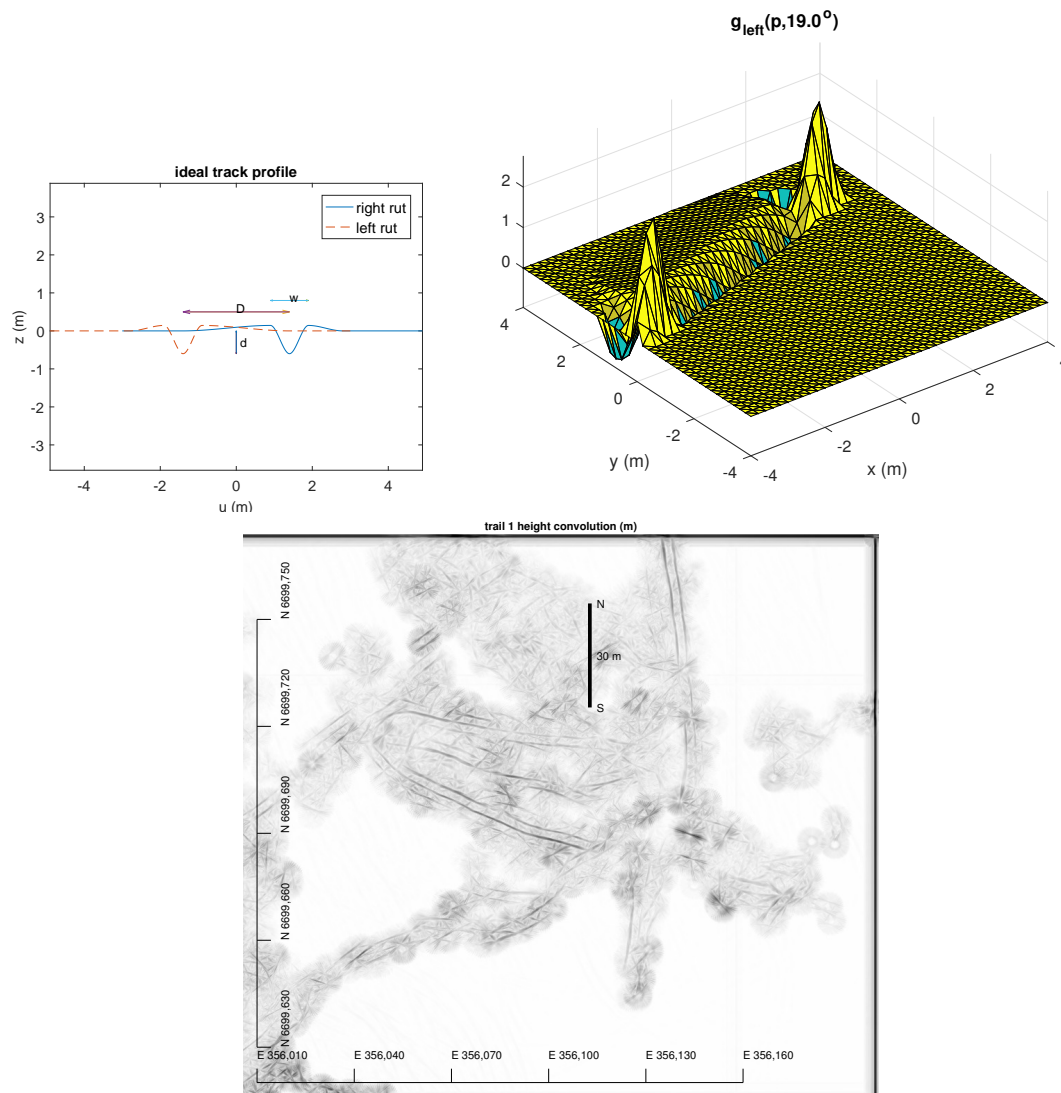 ideal track profile
z (m)
3
2
1
0
-1
-2
-3
-4
-2
0
2
4
u (m)
right rut
left rut
D
w
d
g_left(p,19.0°)
2
1
0
4
2
0
-2
-4
y (m)
-4
-2
0
2
4
x (m)
trail 1 height convolution (m)
N 6699,750
N 6699,720
N 6699,690
N 6699,660
N 6699,630
N
30 m
S
E 356,010 E 356,040 E 356,070 E 356,100 E 356,130 E 356,160